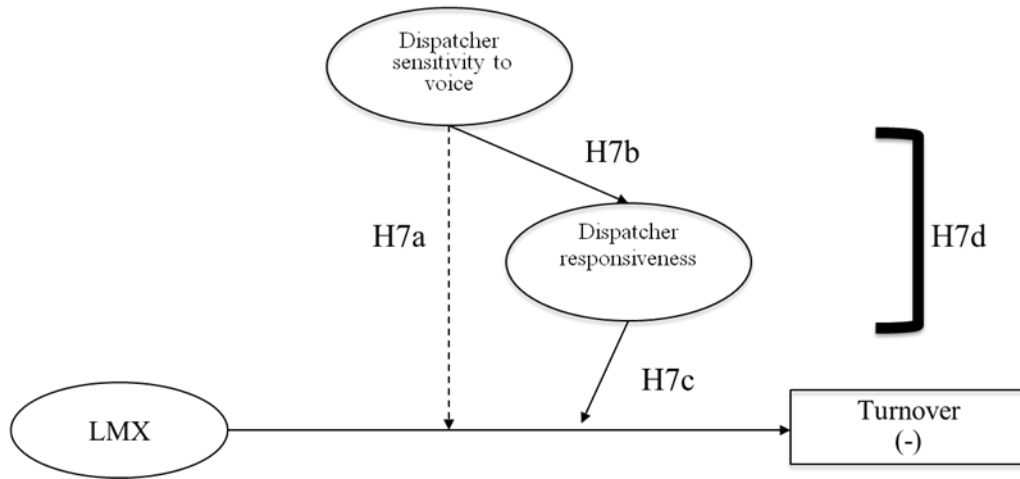 Dispatcher
sensitivity to
voice
H7b
H7a
Dispatcher
responsiveness
H7d
H7c
LMX
Turnover
(-)